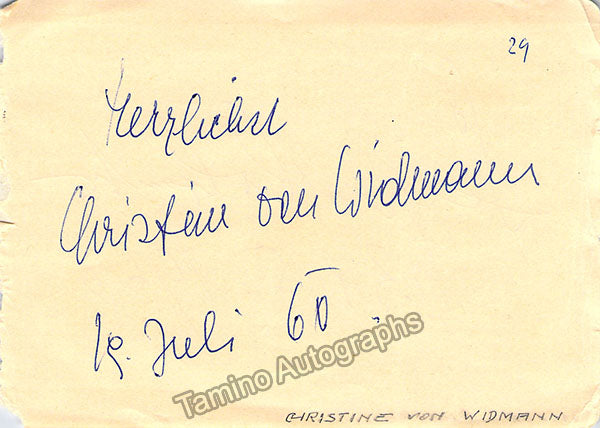 29
Herzlichst
Christine von Widmann
19. Juli 60
Tamino Autographs
CHRISTINE VON WIDMANN